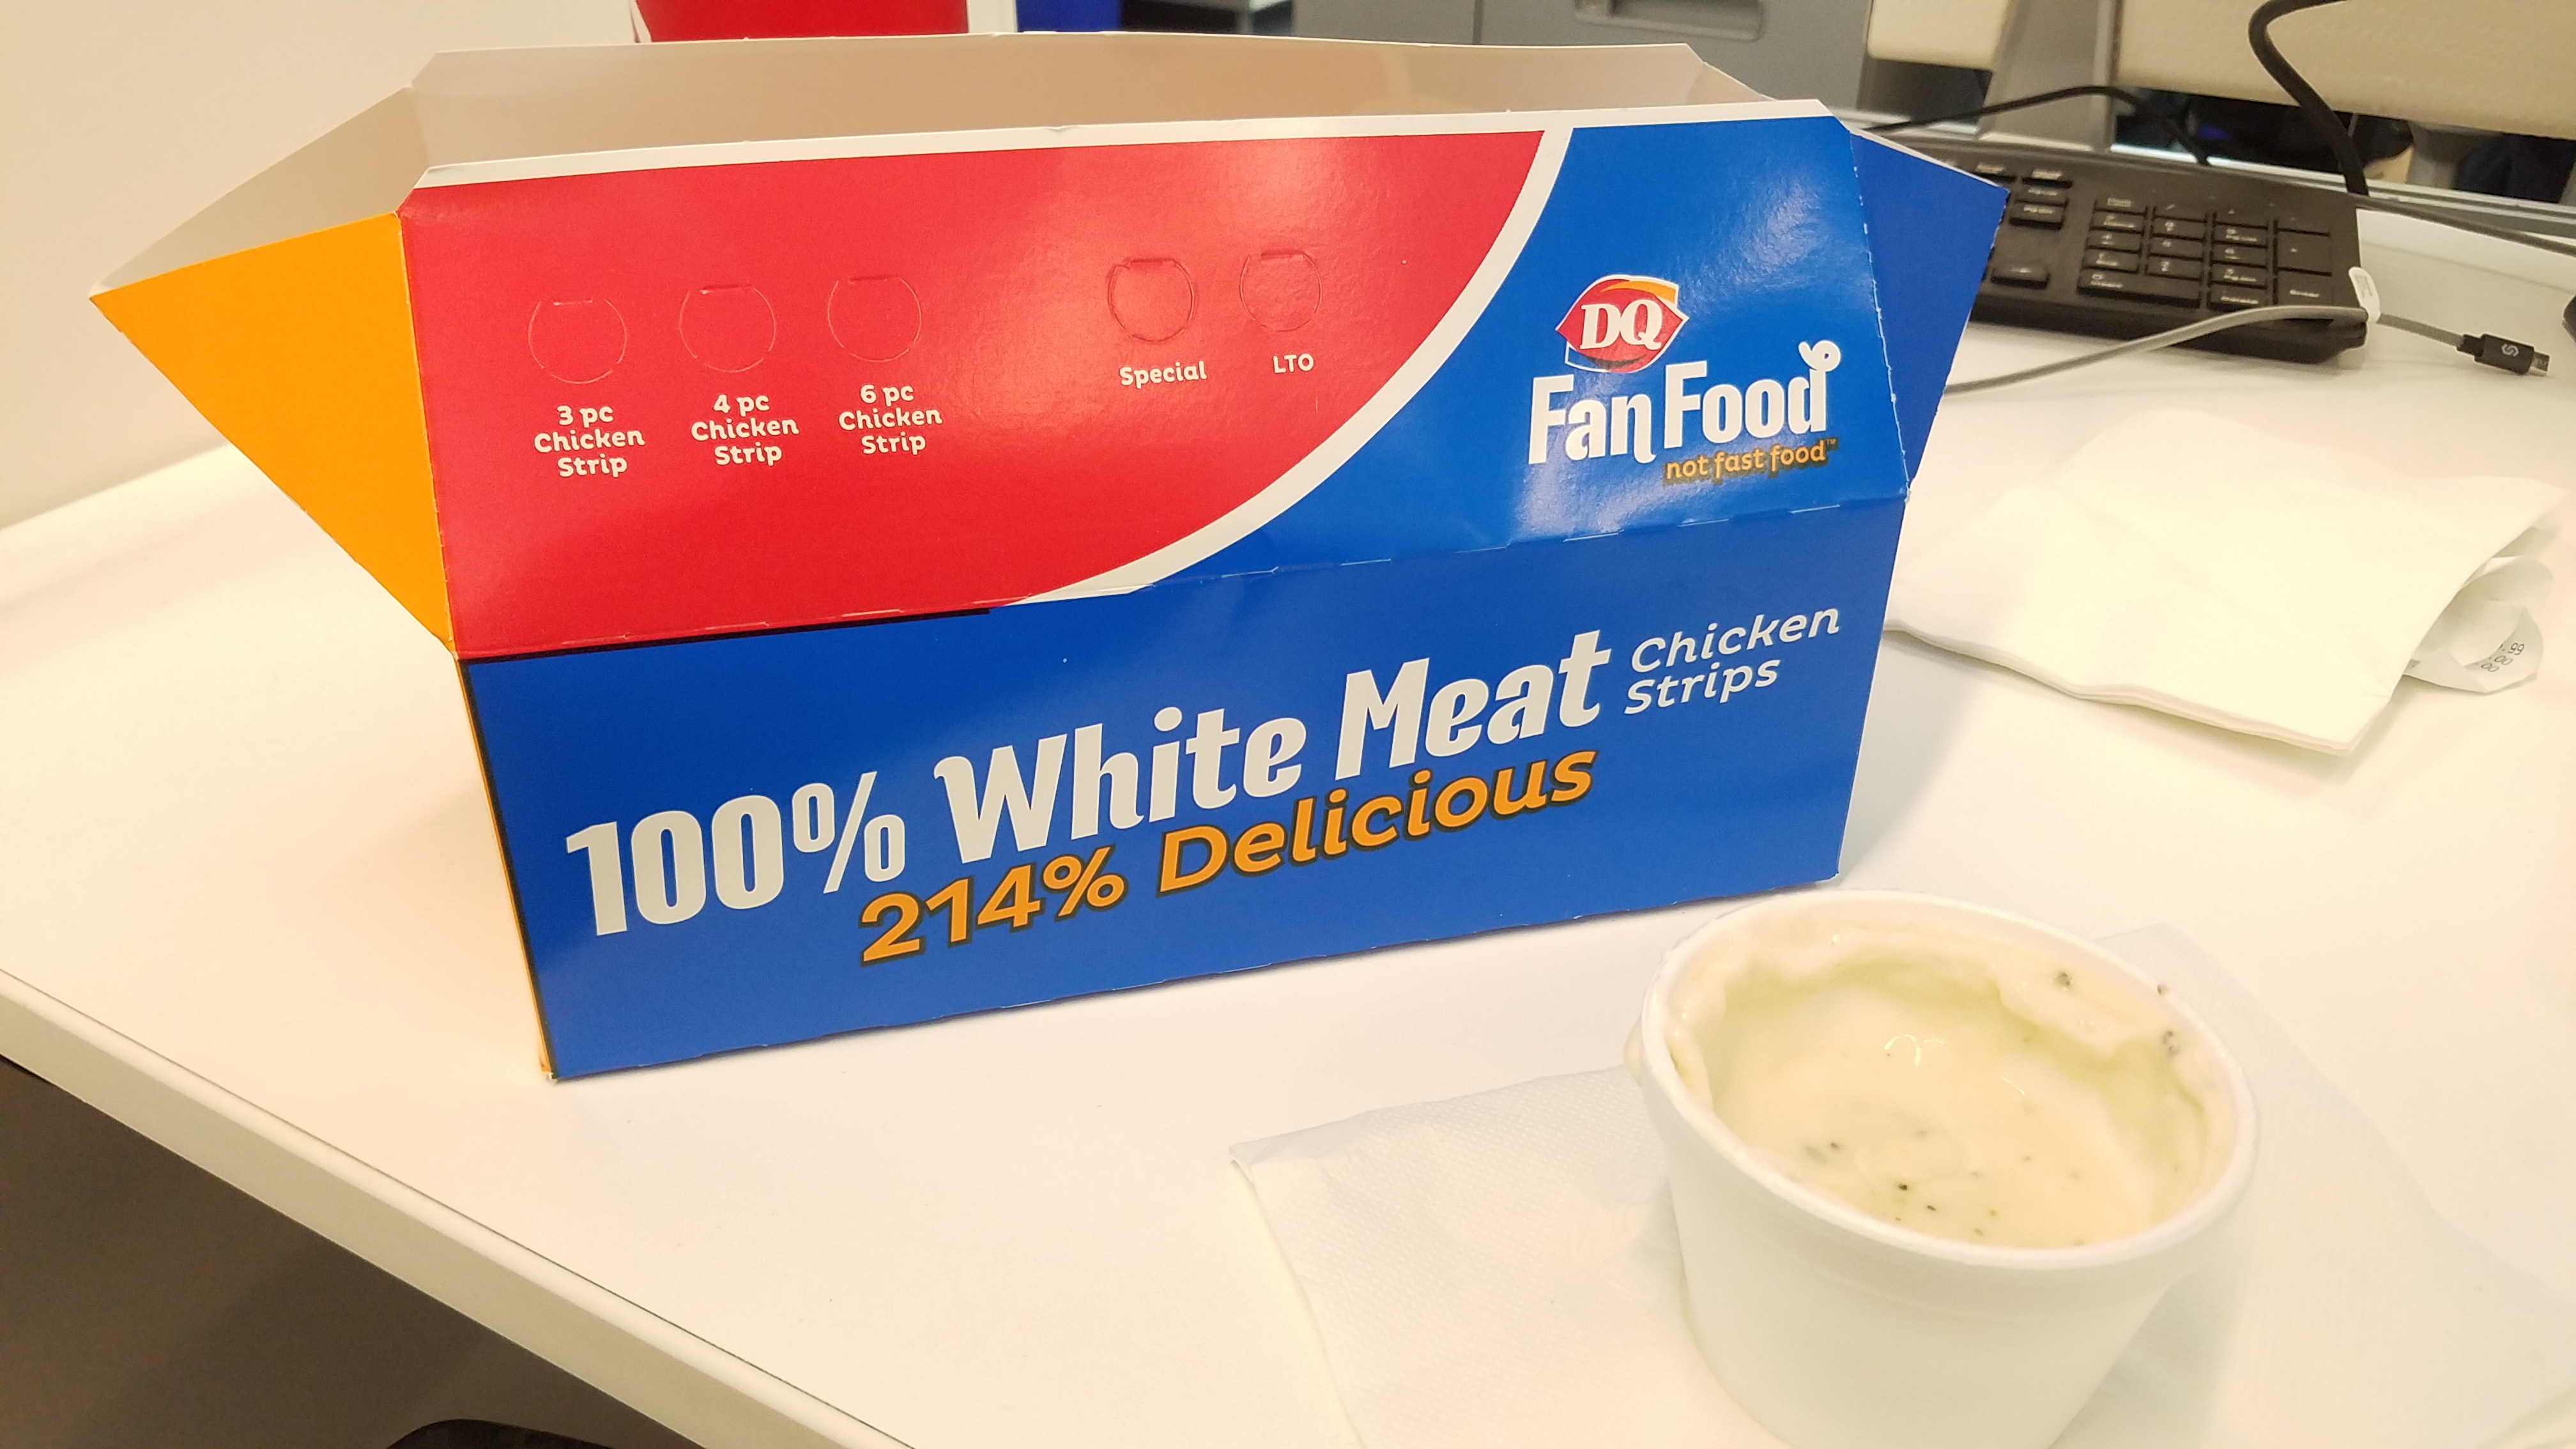 3 pc
Chicken
Strip
4 pc
Chicken
Strip
6 pc
Chicken
Strip
Special
LTO
DQ
Fan Food
not fast food™
100% White Meat Chicken
Strips
214% Delicious